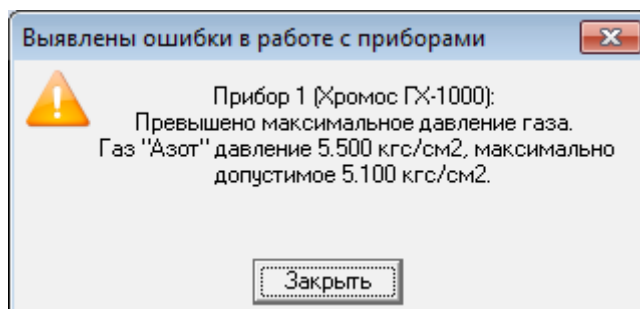 Выявлены ошибки в работе с приборами
Прибор 1 (Хромос ГХ-1000):
Превышено максимальное давление газа.
Газ "Азот" давление 5.500 кгс/см2, максимально
допустимое 5.100 кгс/см2.
Закрыть